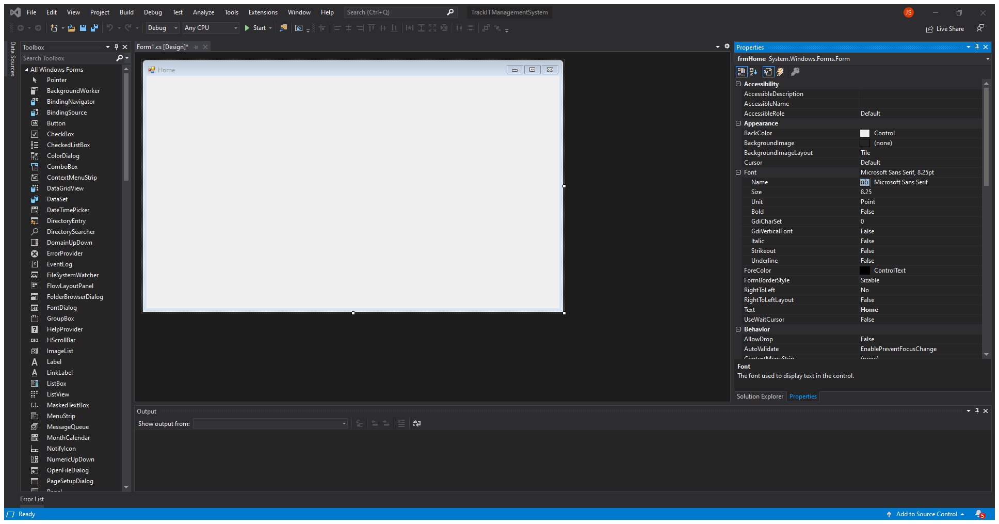 File Edit View Project Build Debug Test Analyze Tools Extensions Window Help Search (Ctrl+Q) TrackITManagementSystem JS
Debug Any CPU Start Live Share
Data Sources
Toolbox
Search Toolbox
All Windows Forms
Pointer
BackgroundWorker
BindingNavigator
BindingSource
Button
CheckBox
CheckedListBox
ColorDialog
ComboBox
ContextMenuStrip
DataGridView
DataSet
DateTimePicker
DirectoryEntry
DirectorySearcher
DomainUpDown
ErrorProvider
EventLog
FileSystemWatcher
FlowLayoutPanel
FolderBrowserDialog
FontDialog
GroupBox
HelpProvider
HScrollBar
ImageList
Label
LinkLabel
ListBox
ListView
MaskedTextBox
MenuStrip
MessageQueue
MonthCalendar
NotifyIcon
NumericUpDown
OpenFileDialog
PageSetupDialog
Panel
Form1.cs [Design]*
Home
Properties
frmHome System.Windows.Forms.Form
Accessibility
AccessibleDescription
AccessibleName
AccessibleRole Default
Appearance
BackColor Control
BackgroundImage (none)
BackgroundImageLayout Tile
Cursor Default
Font Microsoft Sans Serif, 8.25pt
Name ab Microsoft Sans Serif
Size 8.25
Unit Point
Bold False
GdiCharSet 0
GdiVerticalFont False
Italic False
Strikeout False
Underline False
ForeColor ControlText
FormBorderStyle Sizable
RightToLeft No
RightToLeftLayout False
Text Home
UseWaitCursor False
Behavior
AllowDrop False
AutoValidate EnablePreventFocusChange
ContextMenuStrip (none)
Font
The font used to display text in the control.
Solution Explorer Properties
Output
Show output from:
Error List
Ready Add to Source Control 5